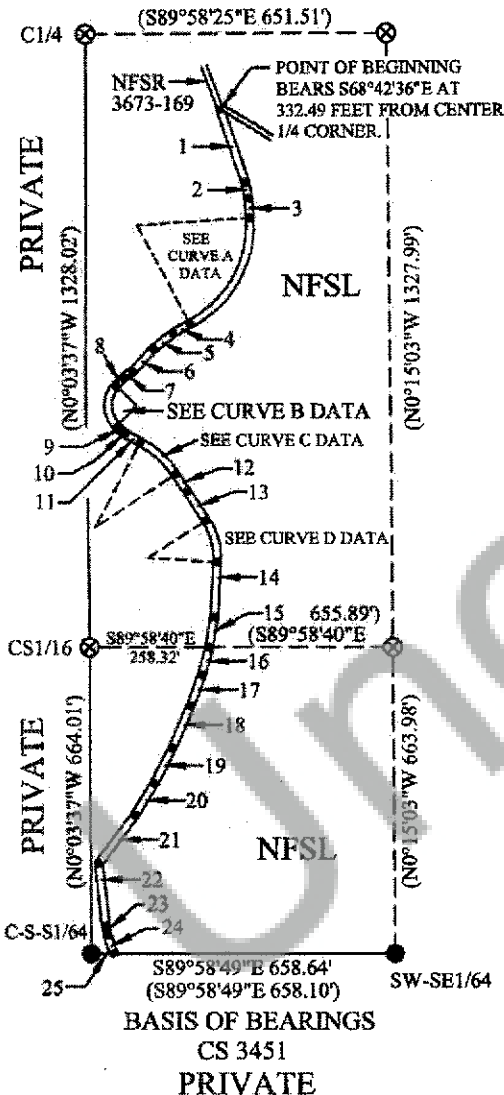 (S89°58'25"E 651.51')
C1/4
NFSR
3673-169
POINT OF BEGINNING
BEARS S68°42'36"E AT
332.49 FEET FROM CENTER
1/4 CORNER.
1
2
3
PRIVATE
(N0°03'37"W 1328.02')
SEE
CURVE A
DATA
NFSL
(N0°15'03"W 1327.99')
4
5
6
7
8
SEE CURVE B DATA
9
10
11
SEE CURVE C DATA
12
13
SEE CURVE D DATA
14
15
655.89')
CS1/16
S89°58'40"E
258.32'
(S89°58'40"E
16
17
18
19
20
21
PRIVATE
(N0°03'37"W 664.01')
NFSL
(N0°15'03"W 663.98')
22
23
24
C-S-S1/64
25
S89°58'49"E 658.64'
(S89°58'49"E 658.10')
SW-SE1/64
BASIS OF BEARINGS
CS 3451
PRIVATE
Uno